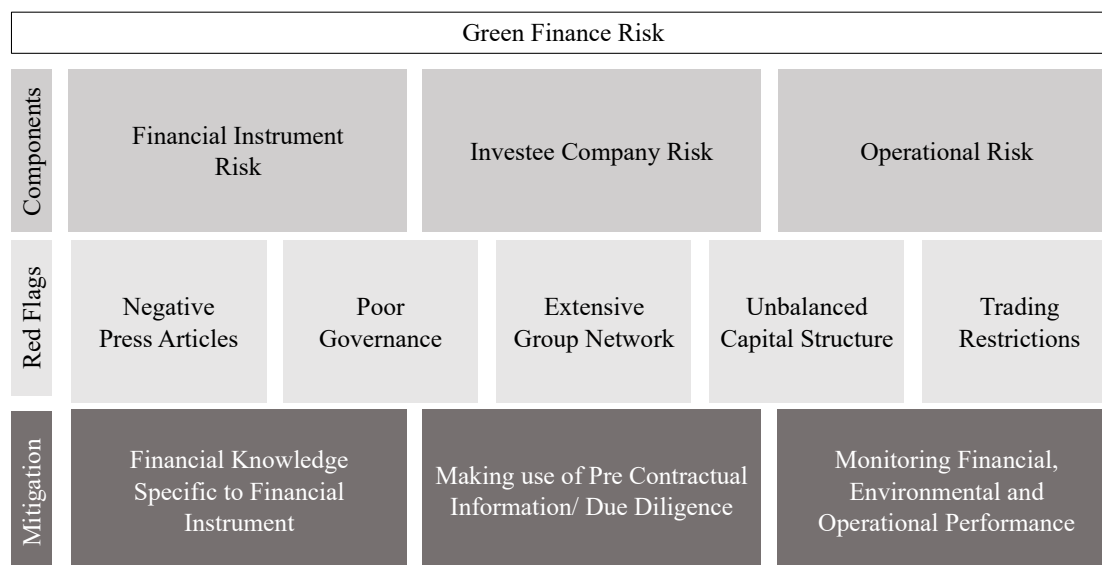 Green Finance Risk
Components
Financial Instrument
Risk
Investee Company Risk
Operational Risk
Red Flags
Negative
Press Articles
Poor
Governance
Extensive
Group Network
Unbalanced
Capital Structure
Trading
Restrictions
Mitigation
Financial Knowledge
Specific to Financial
Instrument
Making use of Pre Contractual
Information/ Due Diligence
Monitoring Financial,
Environmental and
Operational Performance